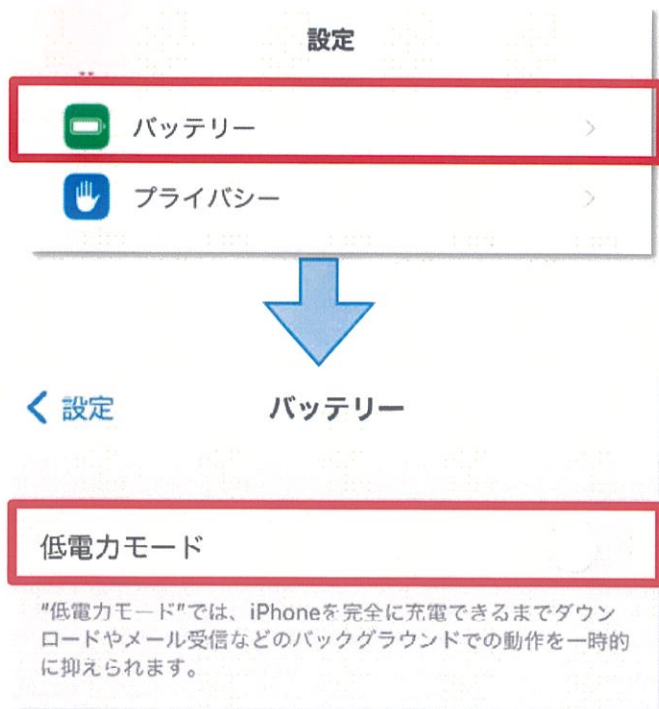 設定
バッテリー
プライバシー
設定
バッテリー
低電力モード
"低電力モード"では、iPhoneを完全に充電できるまでダウン
ロードやメール受信などのバックグラウンドでの動作を一時的
に抑えられます。